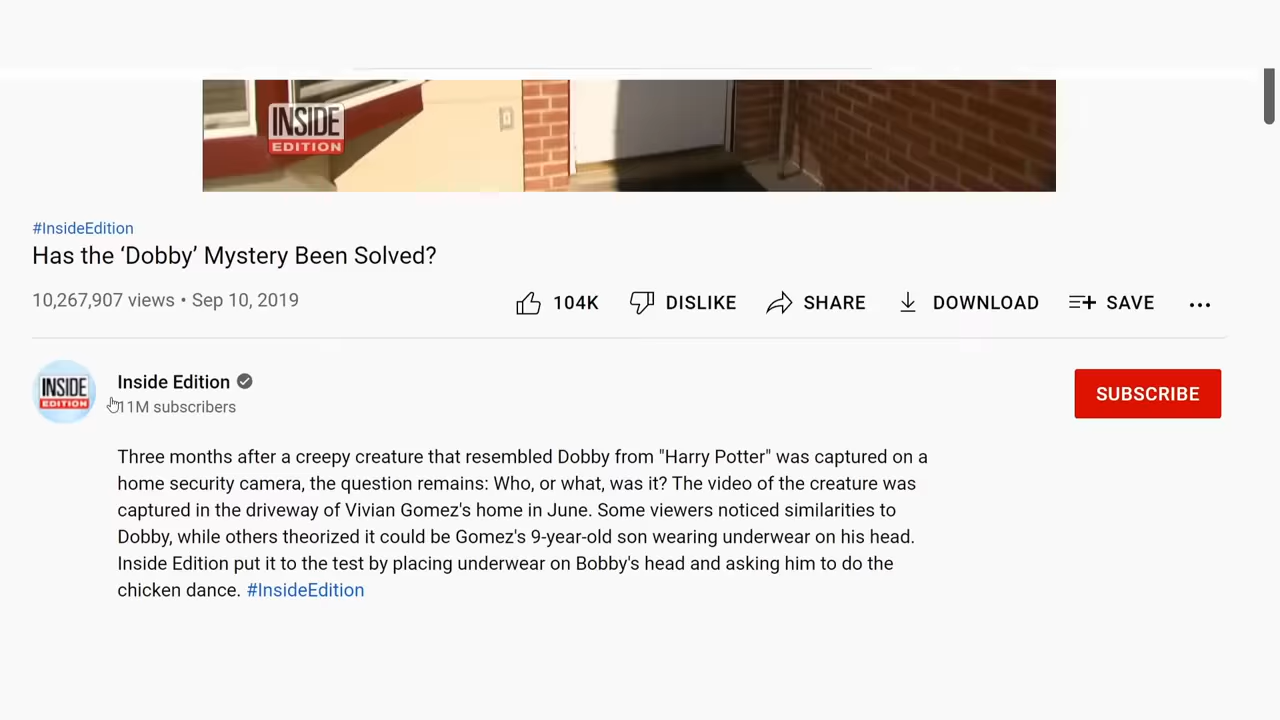 INSIDE
EDITION
#InsideEdition
Has the ‘Dobby’ Mystery Been Solved?
10,267,907 views • Sep 10, 2019
104K DISLIKE SHARE DOWNLOAD SAVE
INSIDE
EDITION
Inside Edition
11M subscribers
SUBSCRIBE
Three months after a creepy creature that resembled Dobby from "Harry Potter" was captured on a
home security camera, the question remains: Who, or what, was it? The video of the creature was
captured in the driveway of Vivian Gomez's home in June. Some viewers noticed similarities to
Dobby, while others theorized it could be Gomez's 9-year-old son wearing underwear on his head.
Inside Edition put it to the test by placing underwear on Bobby's head and asking him to do the
chicken dance. #InsideEdition